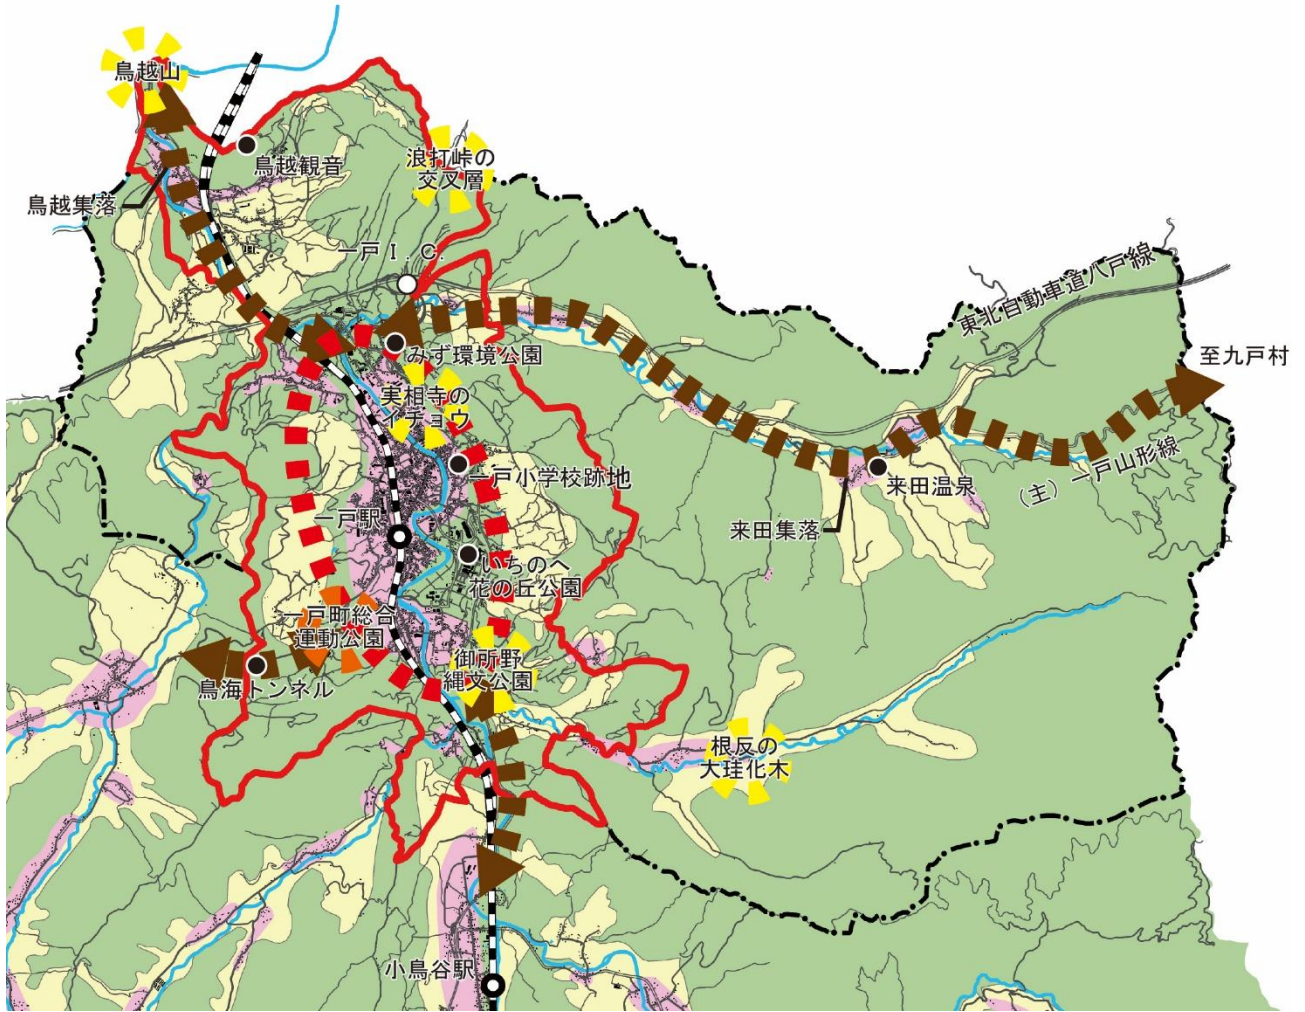 鳥越山
鳥越観音
浪打峠の
交叉層
鳥越集落
一戸I.C.
東北自動車道八戸線
みず環境公園
至九戸村
実相寺の
イチョウ
一戸小学校跡地
来田温泉
(主)一戸山形線
一戸駅
来田集落
いちのへ
花の丘公園
一戸町総合
運動公園
御所野
縄文公園
鳥海トンネル
根反の
大珪化木
小鳥谷駅